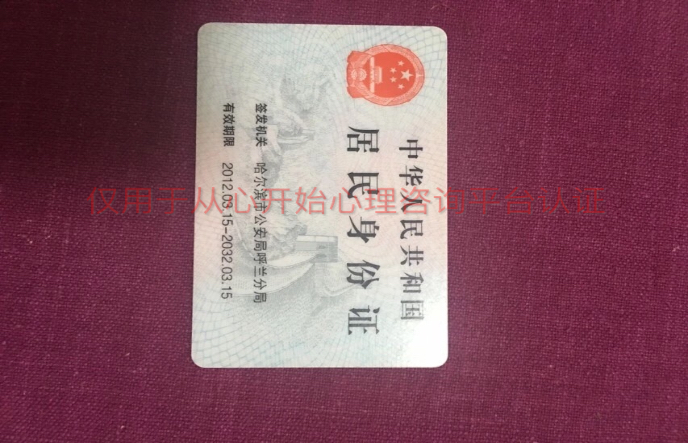 中华人民共和国
居民身份证
签发机关 哈尔滨市公安局呼兰分局
有效期限 2012.03.15-2032.03.15
仅用于从心开始心理咨询平台认证